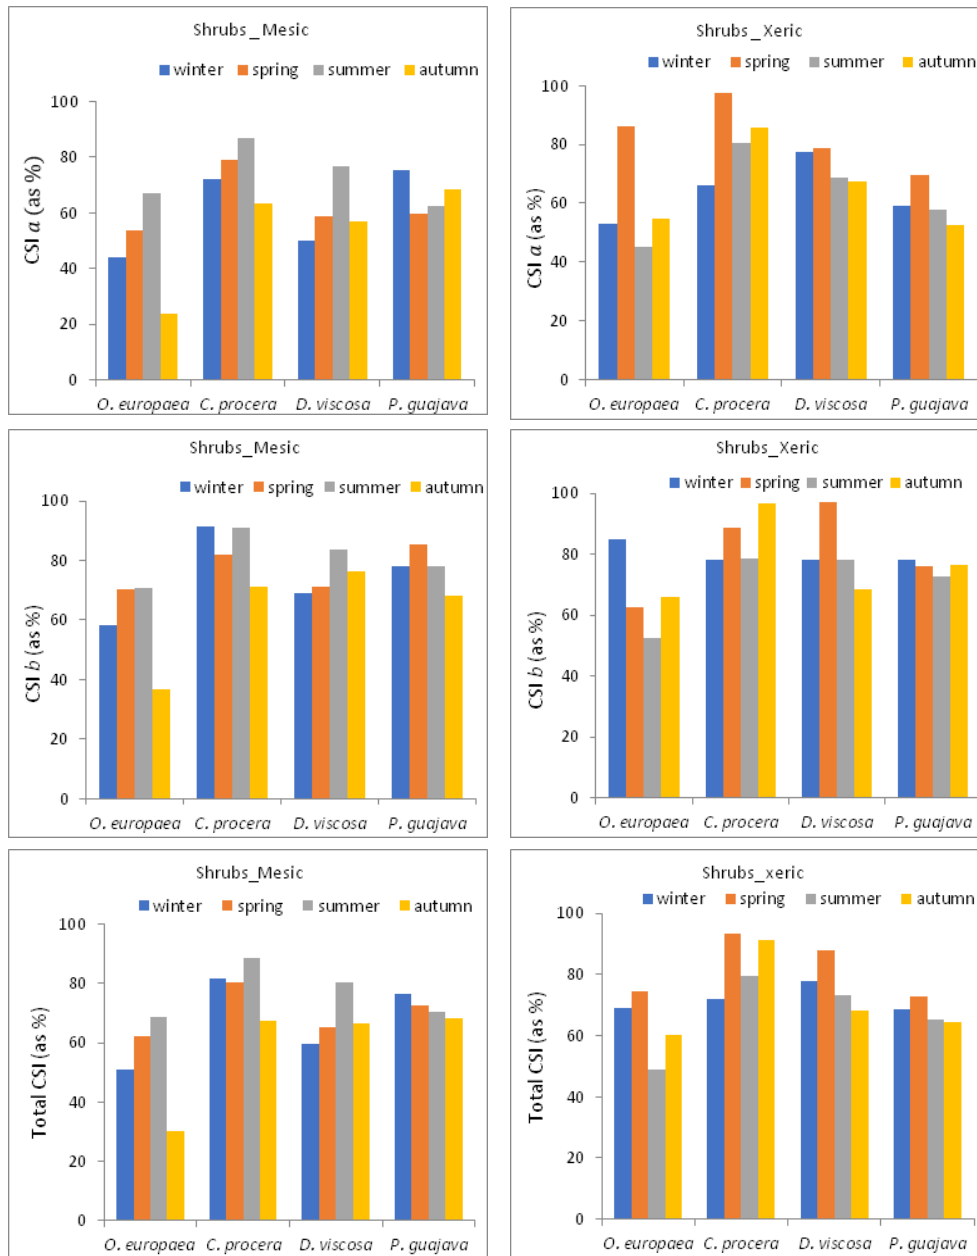 Shrubs_Mesic
winter spring summer autumn
100
80
60
40
20
0
CSI a (as %)
O. europaea C. procera D. viscosa P. guajava
Shrubs_Xeric
winter spring summer autumn
100
80
60
40
20
0
CSI a (as %)
O. europaea C. procera D. viscosa P. guajava
Shrubs_Mesic
winter spring summer autumn
100
80
60
40
20
0
CSI b (as %)
O. europaea C. procera D. viscosa P. guajava
Shrubs_Xeric
winter spring summer autumn
100
80
60
40
20
0
CSI b (as %)
O. europaea C. procera D. viscosa P. guajava
Shrubs_Mesic
winter spring summer autumn
100
80
60
40
20
0
Total CSI (as %)
O. europaea C. procera D. viscosa P. guajava
Shrubs_xeric
winter spring summer autumn
100
80
60
40
20
0
Total CSI (as %)
O. europaea C. procera D. viscosa P. guajava